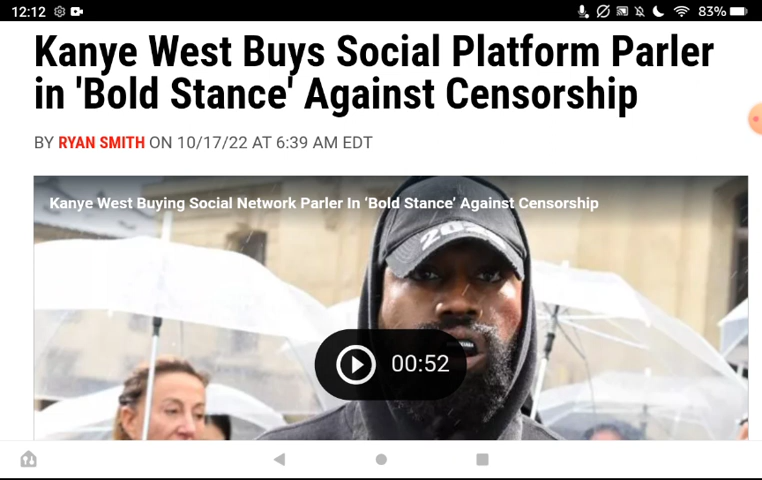 12:12
83%
Kanye West Buys Social Platform Parler
in 'Bold Stance' Against Censorship
BY RYAN SMITH ON 10/17/22 AT 6:39 AM EDT
Kanye West Buying Social Network Parler In ‘Bold Stance’ Against Censorship
00:52